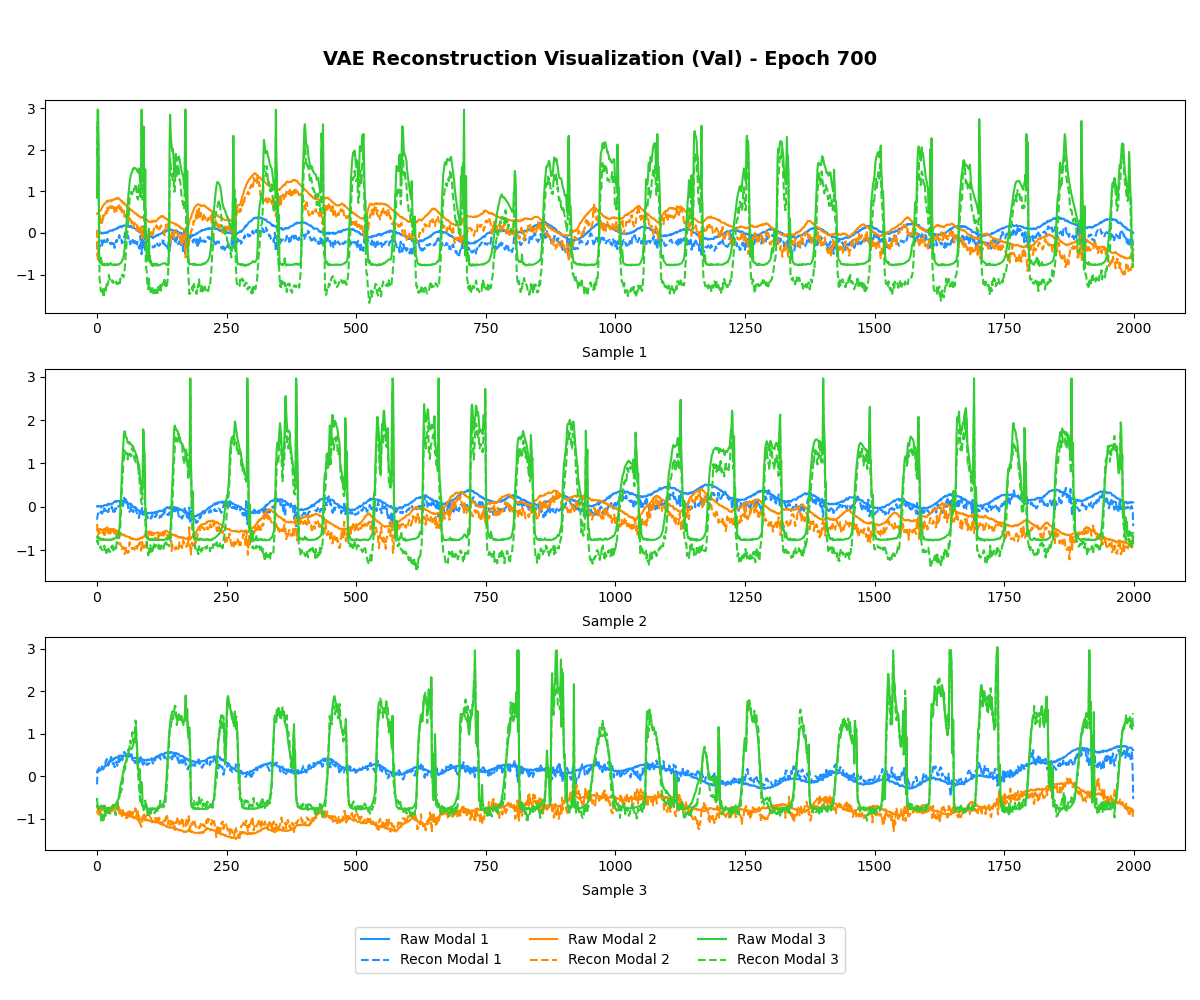 VAE Reconstruction Visualization (Val) - Epoch 700
3
2
1
0
−1
0 250 500 750 1000 1250 1500 1750 2000
Sample 1
3
2
1
0
−1
0 250 500 750 1000 1250 1500 1750 2000
Sample 2
3
2
1
0
−1
0 250 500 750 1000 1250 1500 1750 2000
Sample 3
Raw Modal 1 Raw Modal 2 Raw Modal 3
Recon Modal 1 Recon Modal 2 Recon Modal 3